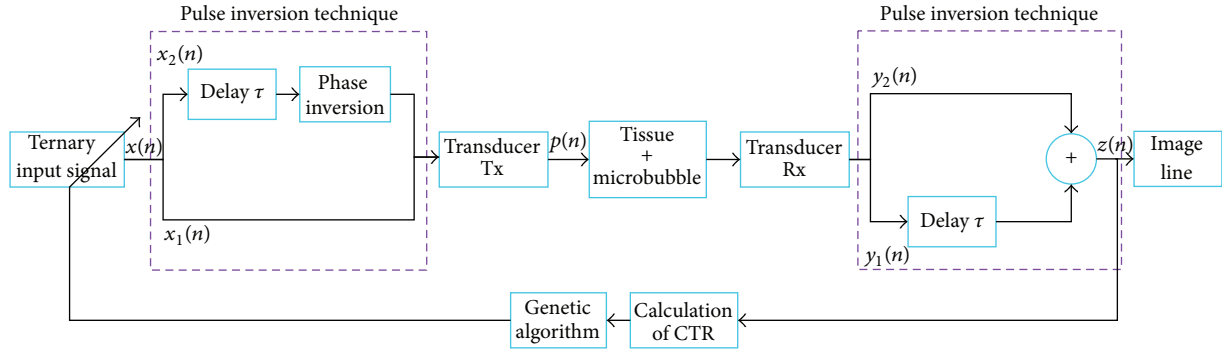 Pulse inversion technique
Pulse inversion technique
x₂(n)
Delay τ
Phase
inversion
y₂(n)
Ternary
input signal
x(n)
Transducer
Tx
p(n)
Tissue
+
microbubble
Transducer
Rx
+
z(n)
Image
line
x₁(n)
Delay τ
y₁(n)
Genetic
algorithm
Calculation
of CTR